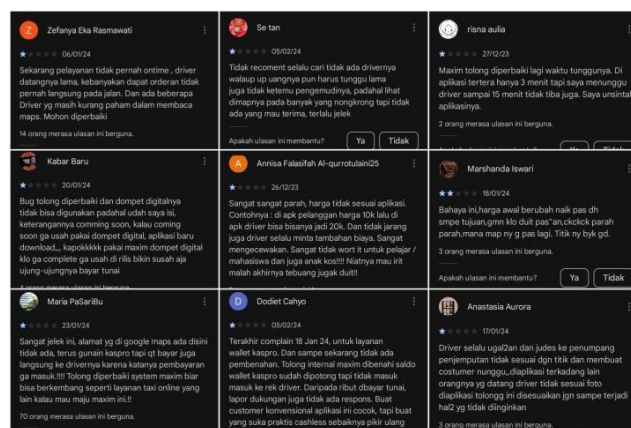 Zefanya Eka Rasmawati
06/01/24
Sekarang pelayanan tidak pernah ontime , driver
datangnya lama, kebanyakan dapat orderan tidak
pernah langsung pada jalan. Dan ada beberapa
Driver yg masih kurang paham dalam membaca
maps. Mohon diperbaiki
14 orang merasa ulasan ini berguna.
Se tan
05/02/24
Tidak recoment selalu cari tidak ada drivernya
walaup up uangnya pun harus tunggu lama
juga tidak ketemu pengemudinya, padahal lihat
dimapnya pada banyak yang nongkrong tapi tidak
ada yang mau terima, terlalu jelek
Apakah ulasan ini membantu? Ya Tidak
risna aulia
27/12/23
Maxim tolong diperbaiki lagi waktu tunggunya. Di
aplikasi tertera hanya 3 menit tapi saya menunggu
driver sampai 15 menit tidak tiba juga. Saya unsintal
aplikasinya.
2 orang merasa ulasan ini berguna.
Kabar Baru
20/01/24
Bug tolong diperbaiki dan dompet digitalnya
tidak bisa digunakan padahal udah saya isi,
keterangannya comming soon, kalau coming
soon ga usah pakai dompet digital, aplikasi baru
download,,, kapokkkkk pakai maxim dompet digital
klo ga complete ga usah di rilis bikin susah aja
ujung-ujungnya bayar tunai
4 orang merasa ulasan ini berguna.
A Annisa Falasifah Al-qurrotulaini25
26/12/23
Sangat sangat parah, harga tidak sesuai aplikasi.
Contohnya : di apk pelanggan harga 10k lalu di
apk driver bisa bisanya jadi 20k. Dan tidak jarang
juga driver selalu minta tambahan biaya. Sangat
mengecewakan. Sangat tidak wort it untuk pelajar /
mahasiswa dan juga anak kos!!!! Niatnya mau irit
malah akhirnya tebuang jugak duit!!
Marshanda Iswari
18/01/24
Bahaya ini,harga awal berubah naik pas dh
smpe tujuan,gmn klo duit pas"an,ckckck parah
parah,mana map ny g pas lagi. Titik ny byk gd.
3 orang merasa ulasan ini berguna.
Apakah ulasan ini membantu? Ya Tidak
Maria PaSariBu
23/01/24
Sangat jelek ini, alamat yg di google maps ada disini
tidak ada, terus gunain kaspro tapi qt bayar juga
langsung ke drivernya karena katanya pembayaran
ga masuk.!!!! Tolong diperbaiki system maxim biar
bisa berkembang seperti layanan taxi online yang
lain kalau mau maju maxim ini.!!
70 orang merasa ulasan ini berguna.
D Dodiet Cahyo
05/02/24
Terakhir complain 18 Jan 24, untuk layanan
wallet kaspro. Dan sampe sekarang tidak ada
pembenahan. Tolong internal maxim dibenahi saldo
wallet kaspro sudah dipotong tapi tidak masuk
masuk ke rek driver. Daripada ribut dbayar tunai,
lapor dukungan juga tidak ada respons. Buat
customer konvensional aplikasi ini cocok, tapi buat
yang suka praktis cashless sebaiknya pikir ulang
Anastasia Aurora
17/01/24
Driver selalu ugal2an dan judes ke penumpang
penjemputan tidak sesuai dgn titik dan membuat
costumer nunggu,,diaplikasi terkadang lain
orangnya yg datang driver tidak sesuai foto
diaplikasi tolongg ini disesuaikan jgn sampe terjadi
hal2 yg tidak diinginkan
3 orang merasa ulasan ini berguna.